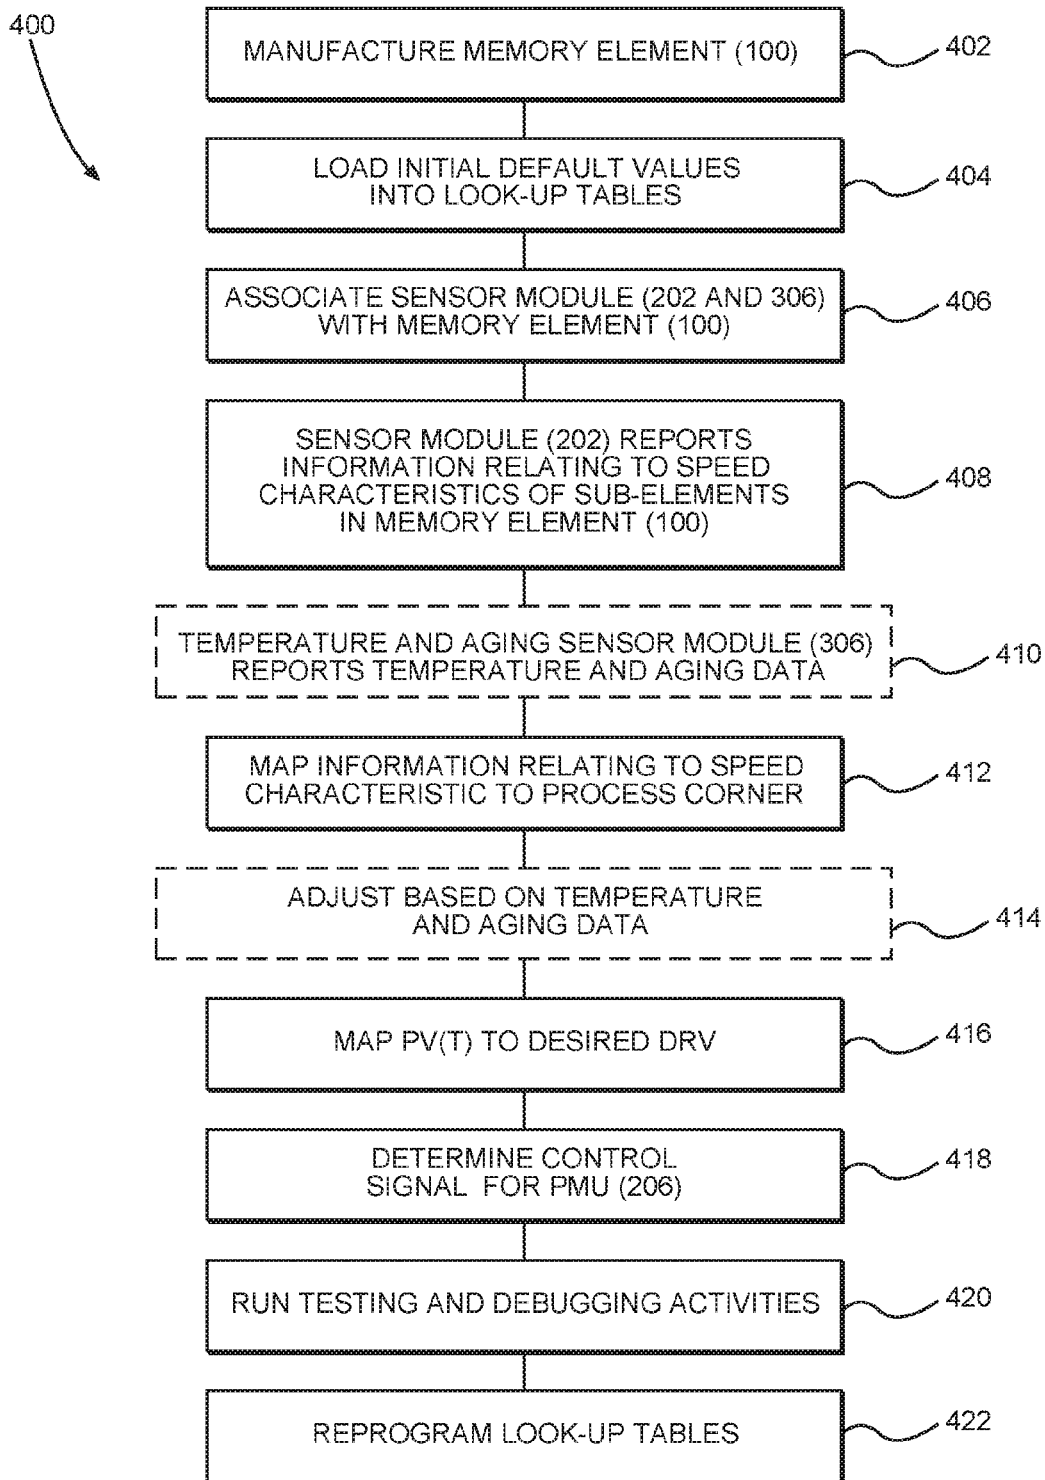 400
MANUFACTURE MEMORY ELEMENT (100)
402
LOAD INITIAL DEFAULT VALUES
INTO LOOK-UP TABLES
404
ASSOCIATE SENSOR MODULE (202 AND 306)
WITH MEMORY ELEMENT (100)
406
SENSOR MODULE (202) REPORTS
INFORMATION RELATING TO SPEED
CHARACTERISTICS OF SUB-ELEMENTS
IN MEMORY ELEMENT (100)
408
TEMPERATURE AND AGING SENSOR MODULE (306)
REPORTS TEMPERATURE AND AGING DATA
410
MAP INFORMATION RELATING TO SPEED
CHARACTERISTIC TO PROCESS CORNER
412
ADJUST BASED ON TEMPERATURE
AND AGING DATA
414
MAP PV(T) TO DESIRED DRV
416
DETERMINE CONTROL
SIGNAL FOR PMU (206)
418
RUN TESTING AND DEBUGGING ACTIVITIES
420
REPROGRAM LOOK-UP TABLES
422